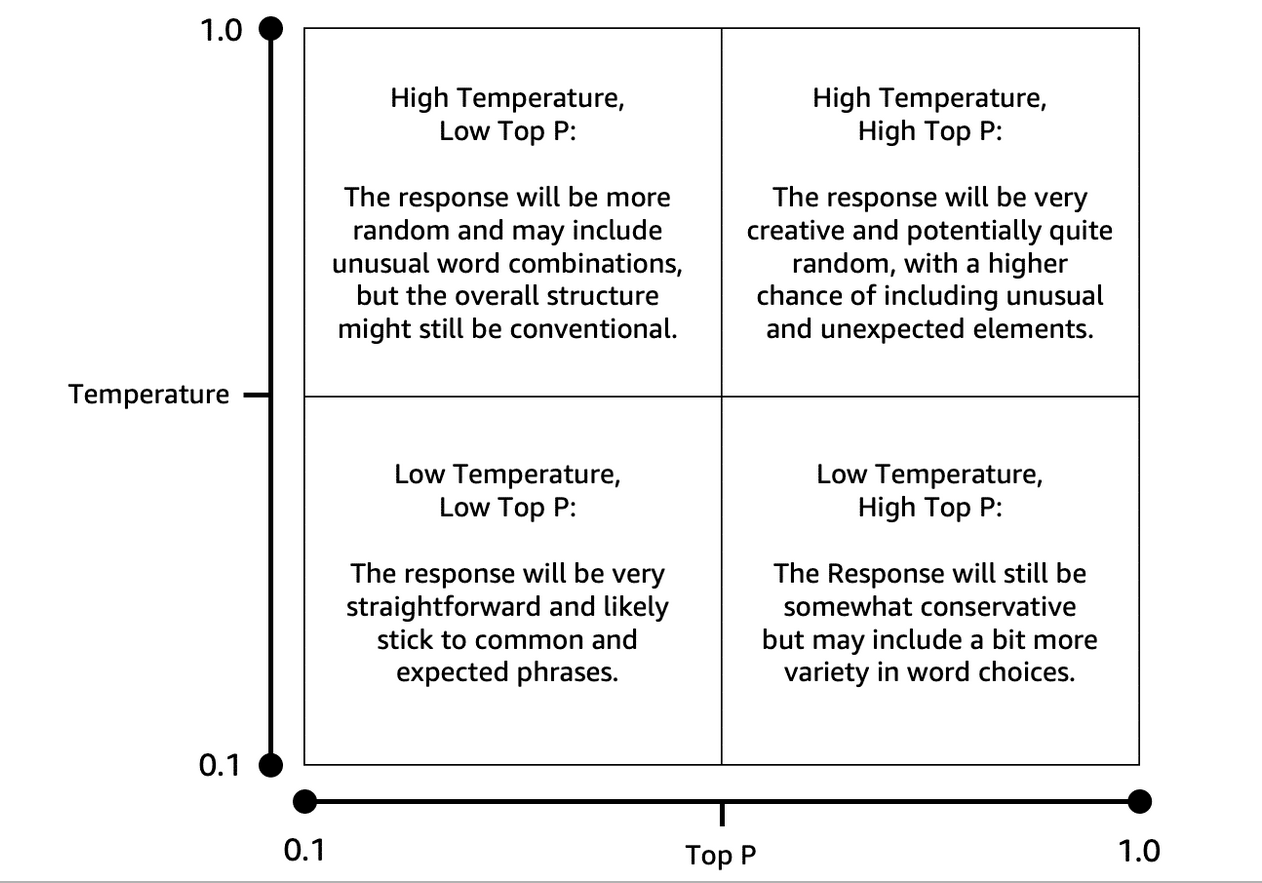 1.0
High Temperature,
Low Top P:
The response will be more
random and may include
unusual word combinations,
but the overall structure
might still be conventional.
High Temperature,
High Top P:
The response will be very
creative and potentially quite
random, with a higher
chance of including unusual
and unexpected elements.
Temperature
Low Temperature,
Low Top P:
The response will be very
straightforward and likely
stick to common and
expected phrases.
Low Temperature,
High Top P:
The Response will still be
somewhat conservative
but may include a bit more
variety in word choices.
0.1
0.1
Top P
1.0